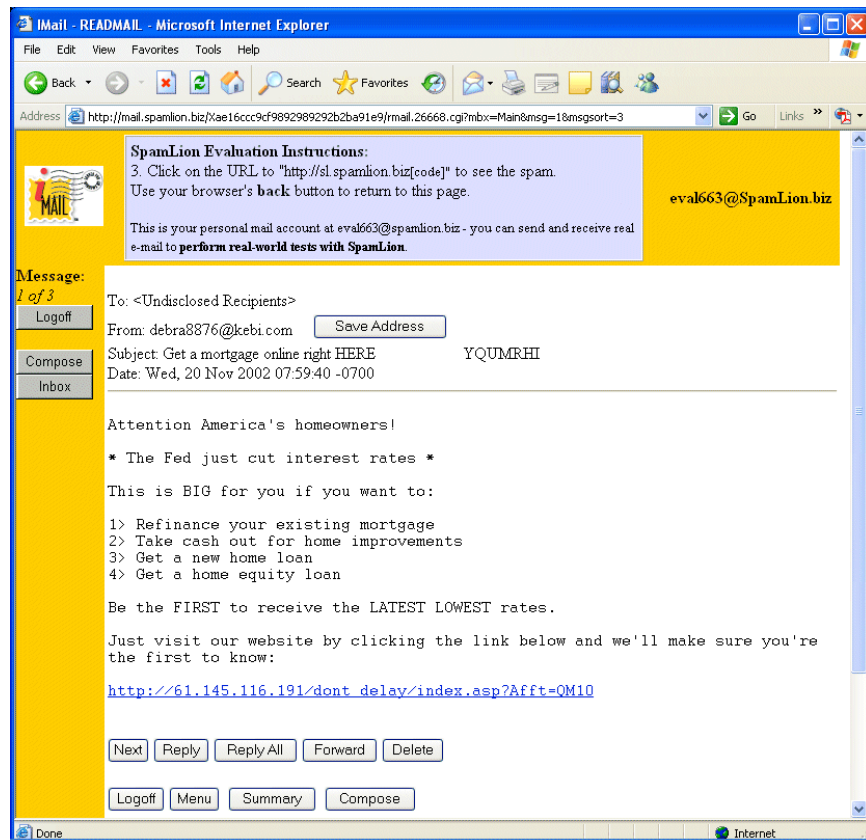 IMail - READMAIL - Microsoft Internet Explorer
File Edit View Favorites Tools Help
Back Search Favorites
Address http://mail.spamlion.biz/Xae16ccc9cf9892989292b2ba91e9/rmail.26668.cgi?mbx=Main&msg=1&msgsort=3 Go Links »
SpamLion Evaluation Instructions:
3. Click on the URL to "http://sl.spamlion.biz[code]" to see the spam.
Use your browser's back button to return to this page.
This is your personal mail account at eval663@spamlion.biz - you can send and receive real
e-mail to perform real-world tests with SpamLion.
eval663@SpamLion.biz
iMAIL
Message:
1 of 3
Logoff
Compose
Inbox
To: <Undisclosed Recipients>
From: debra8876@kebi.com Save Address
Subject: Get a mortgage online right HERE YQUMRHI
Date: Wed, 20 Nov 2002 07:59:40 -0700
Attention America's homeowners!
* The Fed just cut interest rates *
This is BIG for you if you want to:
1> Refinance your existing mortgage
2> Take cash out for home improvements
3> Get a new home loan
4> Get a home equity loan
Be the FIRST to receive the LATEST LOWEST rates.
Just visit our website by clicking the link below and we'll make sure you're
the first to know:
http://61.145.116.191/dont_delay/index.asp?Afft=QM10
Next Reply Reply All Forward Delete
Logoff Menu Summary Compose
Done Internet